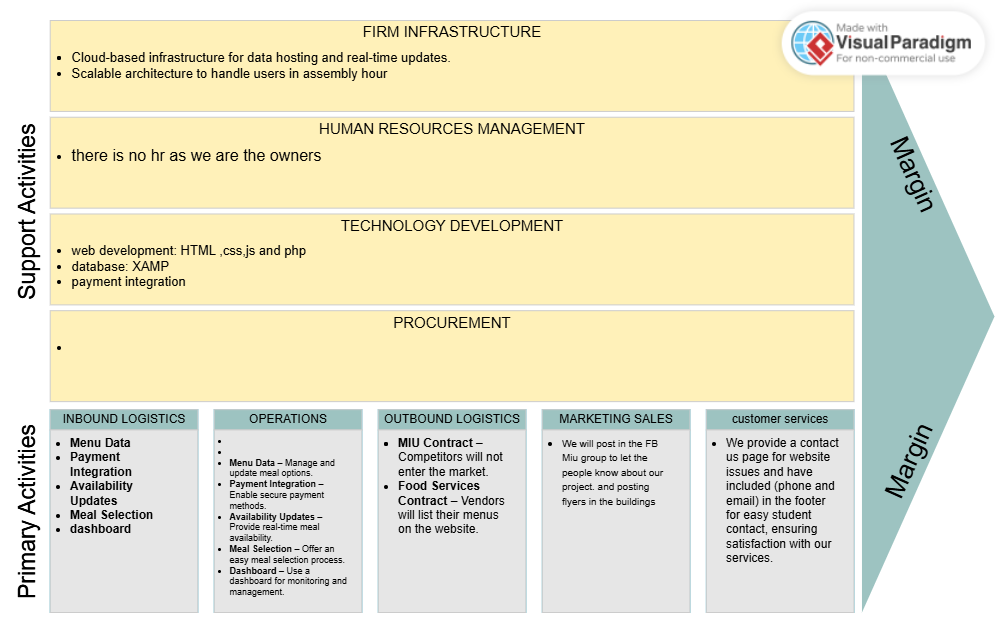 FIRM INFRASTRUCTURE
• Cloud-based infrastructure for data hosting and real-time updates.
• Scalable architecture to handle users in assembly hour
Made with
Visual Paradigm
For non-commercial use
Support Activities
HUMAN RESOURCES MANAGEMENT
• there is no hr as we are the owners
Margin
TECHNOLOGY DEVELOPMENT
• web development: HTML ,css,js and php
• database: XAMP
• payment integration
PROCUREMENT
•
Primary Activities
INBOUND LOGISTICS
• Menu Data
• Payment
Integration
• Availability
Updates
• Meal Selection
• dashboard
OPERATIONS
•
•
• Menu Data – Manage and
update meal options.
• Payment Integration –
Enable secure payment
methods.
• Availability Updates –
Provide real-time meal
availability.
• Meal Selection – Offer an
easy meal selection process.
• Dashboard – Use a
dashboard for monitoring and
management.
OUTBOUND LOGISTICS
• MIU Contract –
Competitors will not
enter the market.
• Food Services
Contract – Vendors
will list their menus
on the website.
MARKETING SALES
• We will post in the FB
Miu group to let the
people know about our
project. and posting
flyers in the buildings
customer services
• We provide a contact
us page for website
issues and have
included (phone and
email) in the footer
for easy student
contact, ensuring
satisfaction with our
services.
Margin